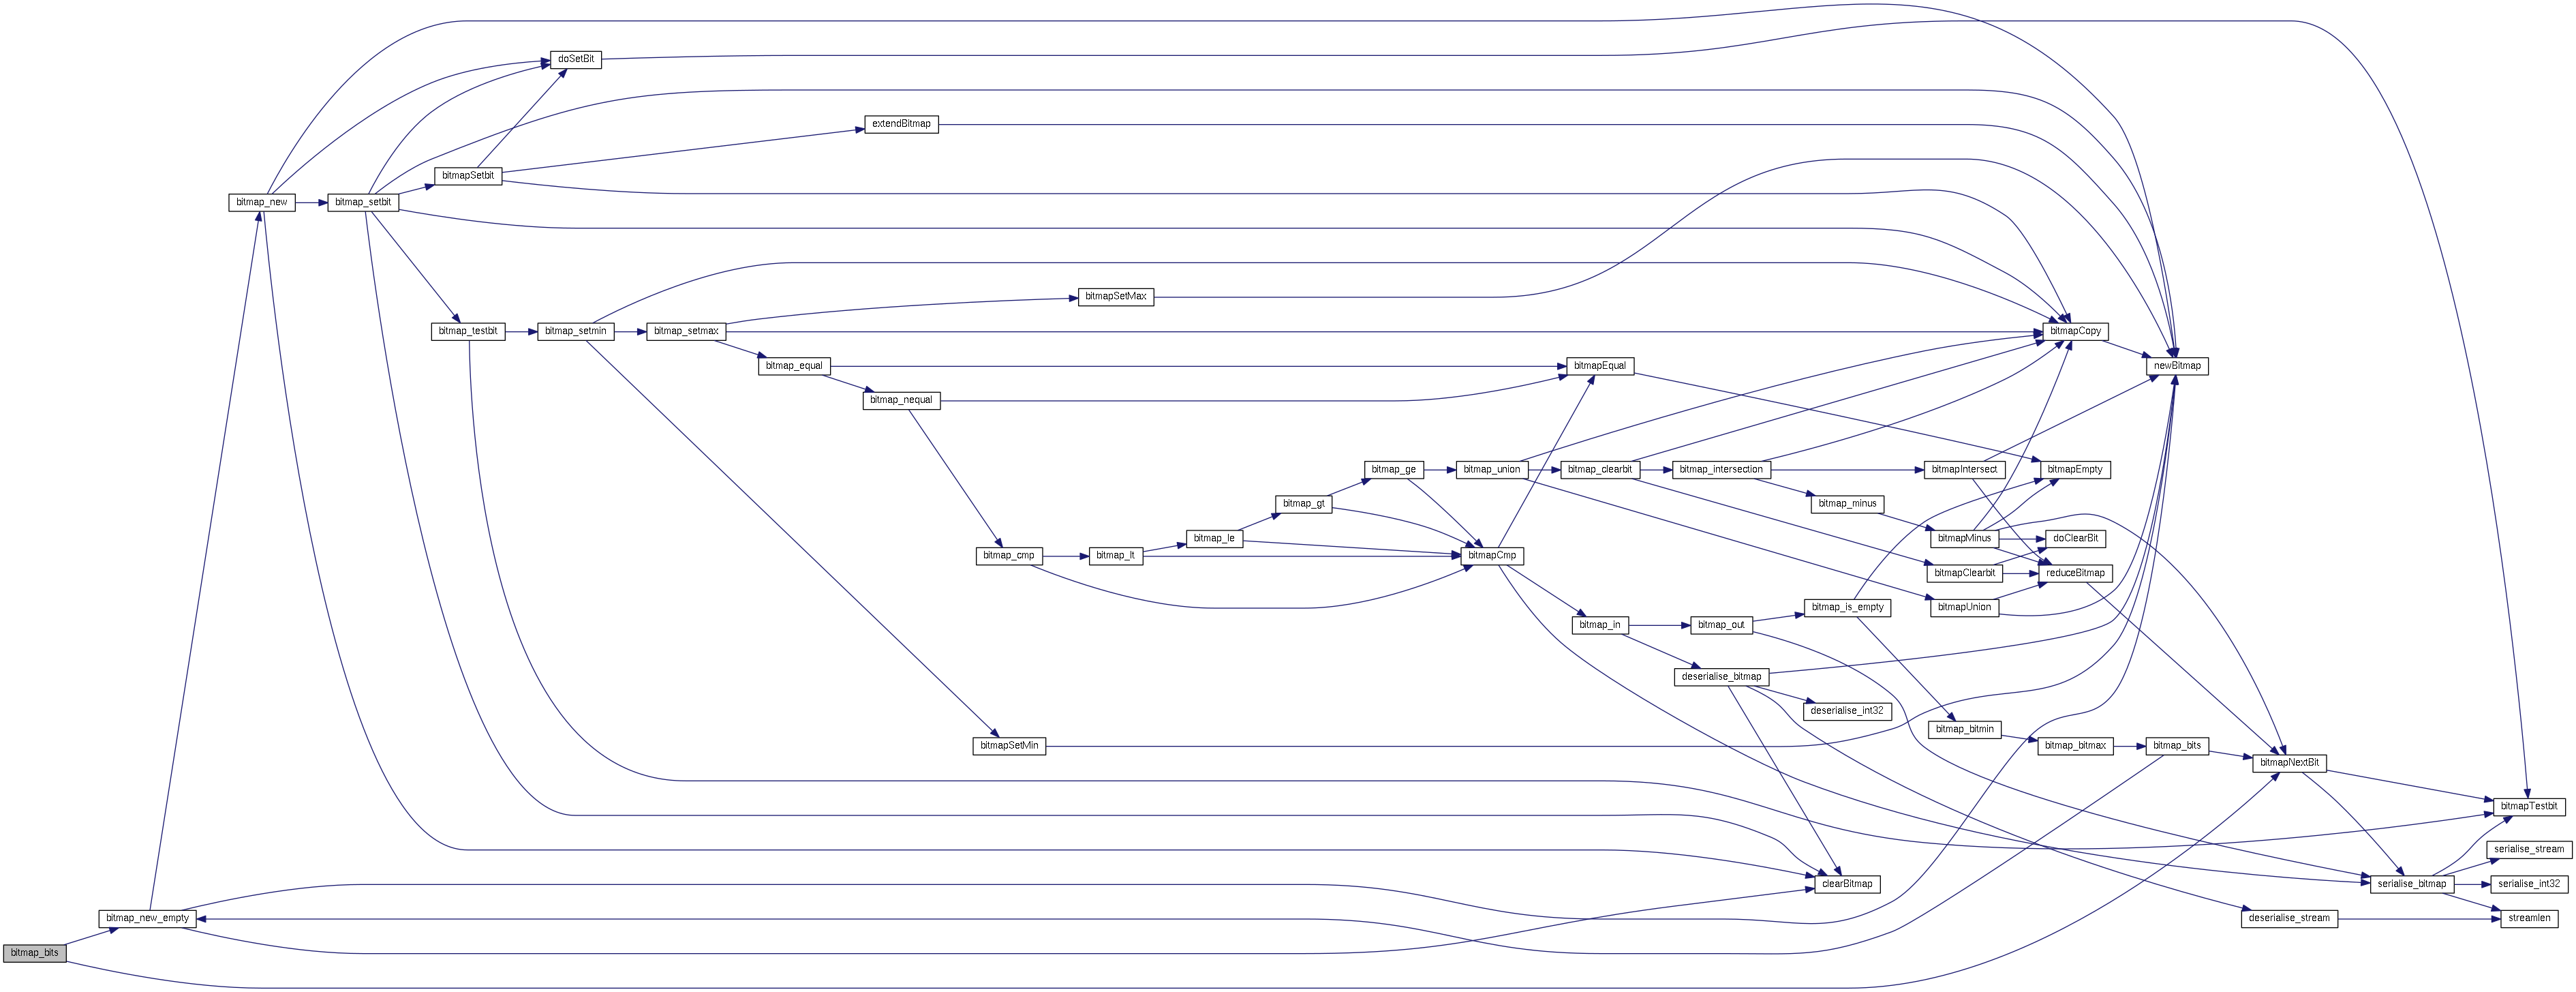 doSetBit
extendBitmap
bitmapSetbit
bitmap_new
bitmap_setbit
bitmapSetMax
bitmap_testbit
bitmap_setmin
bitmap_setmax
bitmapCopy
bitmap_equal
bitmapEqual
newBitmap
bitmap_nequal
bitmap_ge
bitmap_union
bitmap_clearbit
bitmap_intersection
bitmapIntersect
bitmapEmpty
bitmap_gt
bitmap_minus
bitmap_le
bitmapMinus
doClearBit
bitmap_cmp
bitmap_lt
bitmapCmp
bitmapClearbit
reduceBitmap
bitmap_is_empty
bitmapUnion
bitmap_in
bitmap_out
deserialise_bitmap
deserialise_int32
bitmap_bitmin
bitmapSetMin
bitmap_bitmax
bitmap_bits
bitmapNextBit
bitmapTestbit
serialise_stream
clearBitmap
serialise_bitmap
serialise_int32
bitmap_new_empty
deserialise_stream
streamlen
bitmap_bits